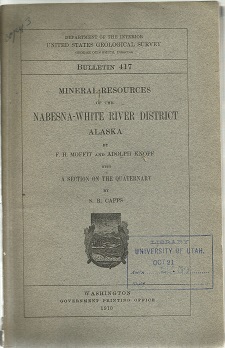 DEPARTMENT OF THE INTERIOR
UNITED STATES GEOLOGICAL SURVEY
BULLETIN 417
MINERAL RESOURCES
OF THE
NABESNA-WHITE RIVER DISTRICT
ALASKA
BY
F. H. MOFFIT AND ADOLPH KNOPF
WITH
A SECTION ON THE QUATERNARY
BY
S. R. CAPPS
LIBRARY
UNIVERSITY OF UTAH,
WASHINGTON
GOVERNMENT PRINTING OFFICE
1910